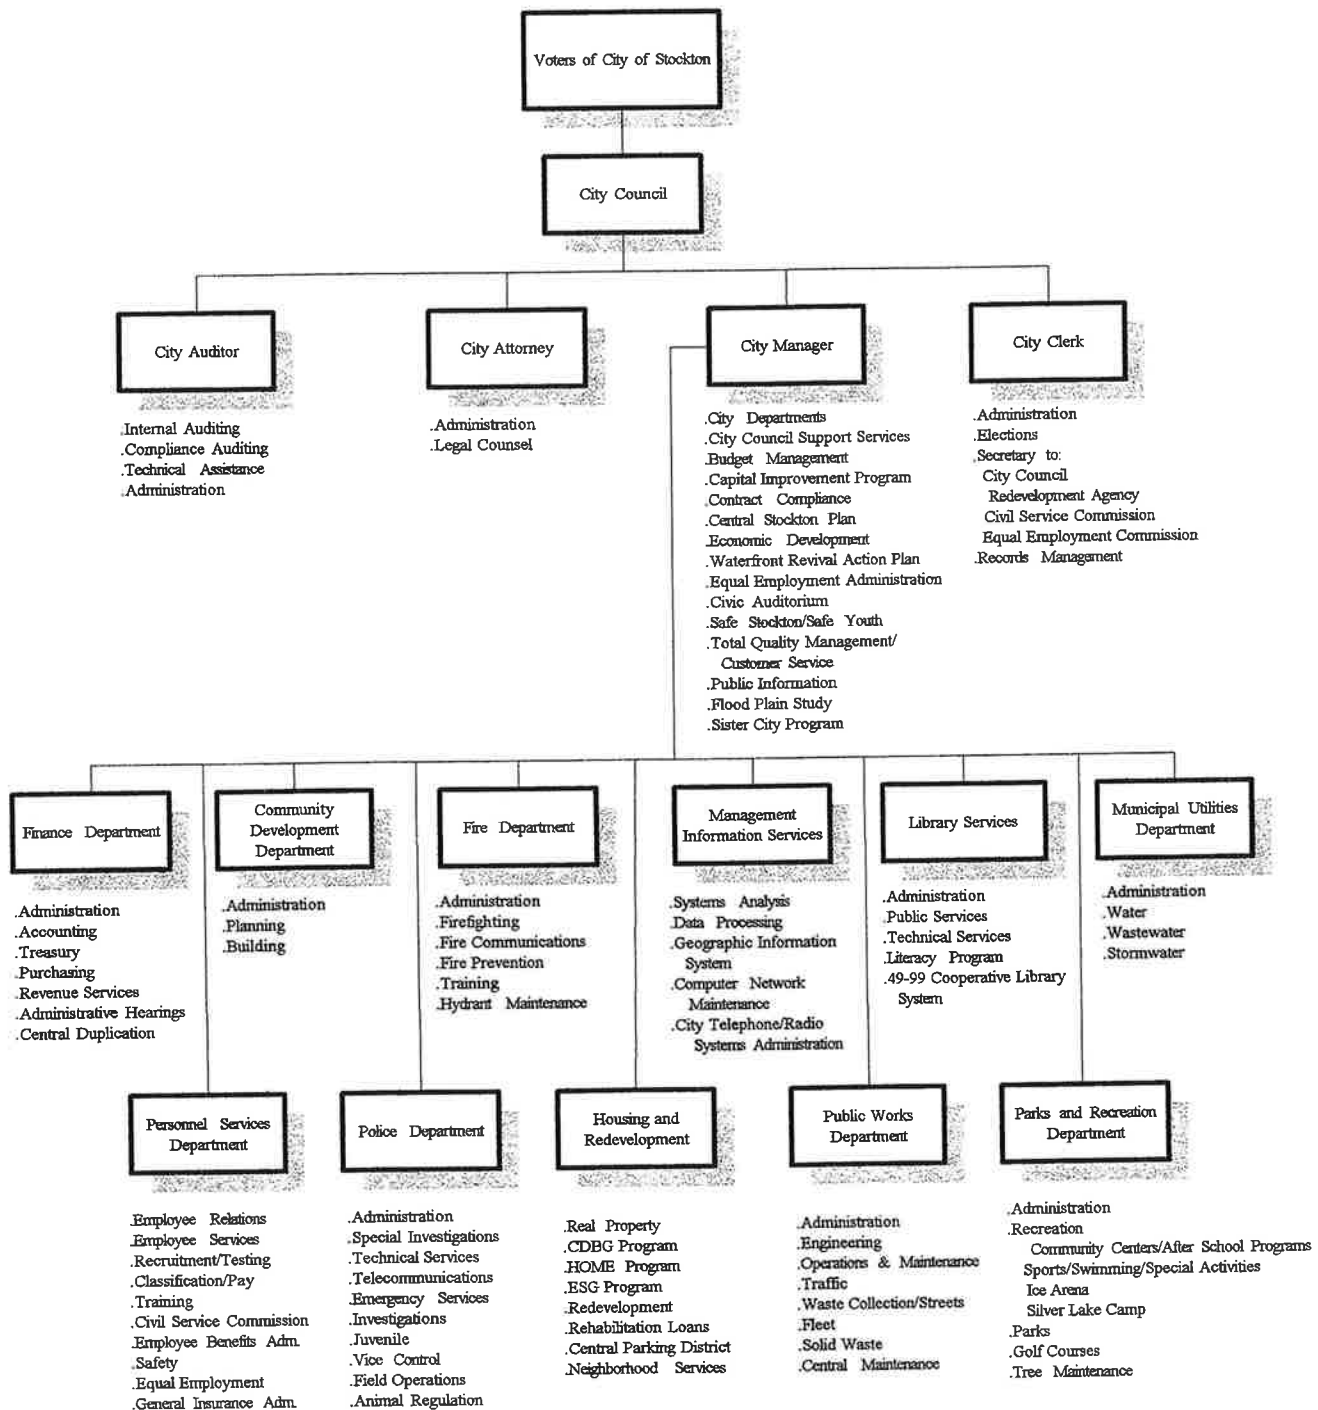 Voters of City of Stockton
City Council
City Auditor
.Internal Auditing
.Compliance Auditing
.Technical Assistance
.Administration
City Attorney
.Administration
.Legal Counsel
City Manager
.City Departments
.City Council Support Services
.Budget Management
.Capital Improvement Program
.Contract Compliance
.Central Stockton Plan
.Economic Development
.Waterfront Revival Action Plan
.Equal Employment Administration
.Civic Auditorium
.Safe Stockton/Safe Youth
.Total Quality Management/
Customer Service
.Public Information
.Flood Plain Study
.Sister City Program
City Clerk
.Administration
.Elections
.Secretary to:
City Council
Redevelopment Agency
Civil Service Commission
Equal Employment Commission
.Records Management
Finance Department
.Administration
.Accounting
.Treasury
.Purchasing
.Revenue Services
.Administrative Hearings
.Central Duplication
Community
Development
Department
.Administration
.Planning
.Building
Fire Department
.Administration
.Firefighting
.Fire Communications
.Fire Prevention
.Training
.Hydrant Maintenance
Management
Information Services
.Systems Analysis
.Data Processing
.Geographic Information
System
.Computer Network
Maintenance
.City Telephone/Radio
Systems Administration
Library Services
.Administration
.Public Services
.Technical Services
.Literacy Program
.49-99 Cooperative Library
System
Municipal Utilities
Department
.Administration
.Water
.Wastewater
.Stormwater
Personnel Services
Department
.Employee Relations
.Employee Services
.Recruitment/Testing
.Classification/Pay
.Training
.Civil Service Commission
.Employee Benefits Adm.
.Safety
.Equal Employment
.General Insurance Adm.
Police Department
.Administration
.Special Investigations
.Technical Services
.Telecommunications
.Emergency Services
.Investigations
.Juvenile
.Vice Control
.Field Operations
.Animal Regulation
Housing and
Redevelopment
.Real Property
.CDBG Program
.HOME Program
.ESG Program
.Redevelopment
.Rehabilitation Loans
.Central Parking District
.Neighborhood Services
Public Works
Department
.Administration
.Engineering
.Operations & Maintenance
.Traffic
.Waste Collection/Streets
.Fleet
.Solid Waste
.Central Maintenance
Parks and Recreation
Department
.Administration
.Recreation
Community Centers/After School Programs
Sports/Swimming/Special Activities
Ice Arena
Silver Lake Camp
.Parks
.Golf Courses
.Tree Maintenance